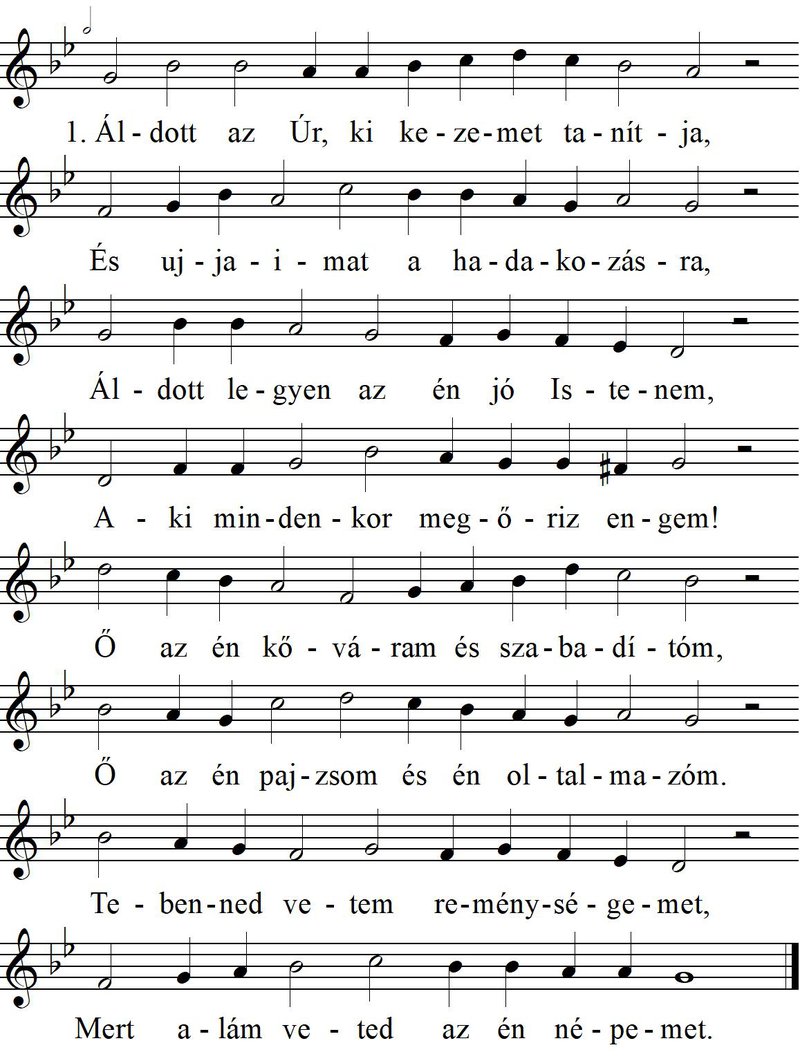 1. Ál- dott az Úr, ki ke-ze-met ta-nít-ja,
És uj-ja-i-mat a ha-da-ko-zás-ra,
Ál-dott le-gyen az én jó Is-te-nem,
A-ki min-den-kor meg-ő-riz en-gem!
Ő az én kő-vá-ram és sza-ba-dí-tóm,
Ő az én paj-zsom és én ol-tal-ma-zóm.
Te-ben-ned ve-tem re-mény-sé-ge-met,
Mert a-lám ve-ted az én né-pe-met.